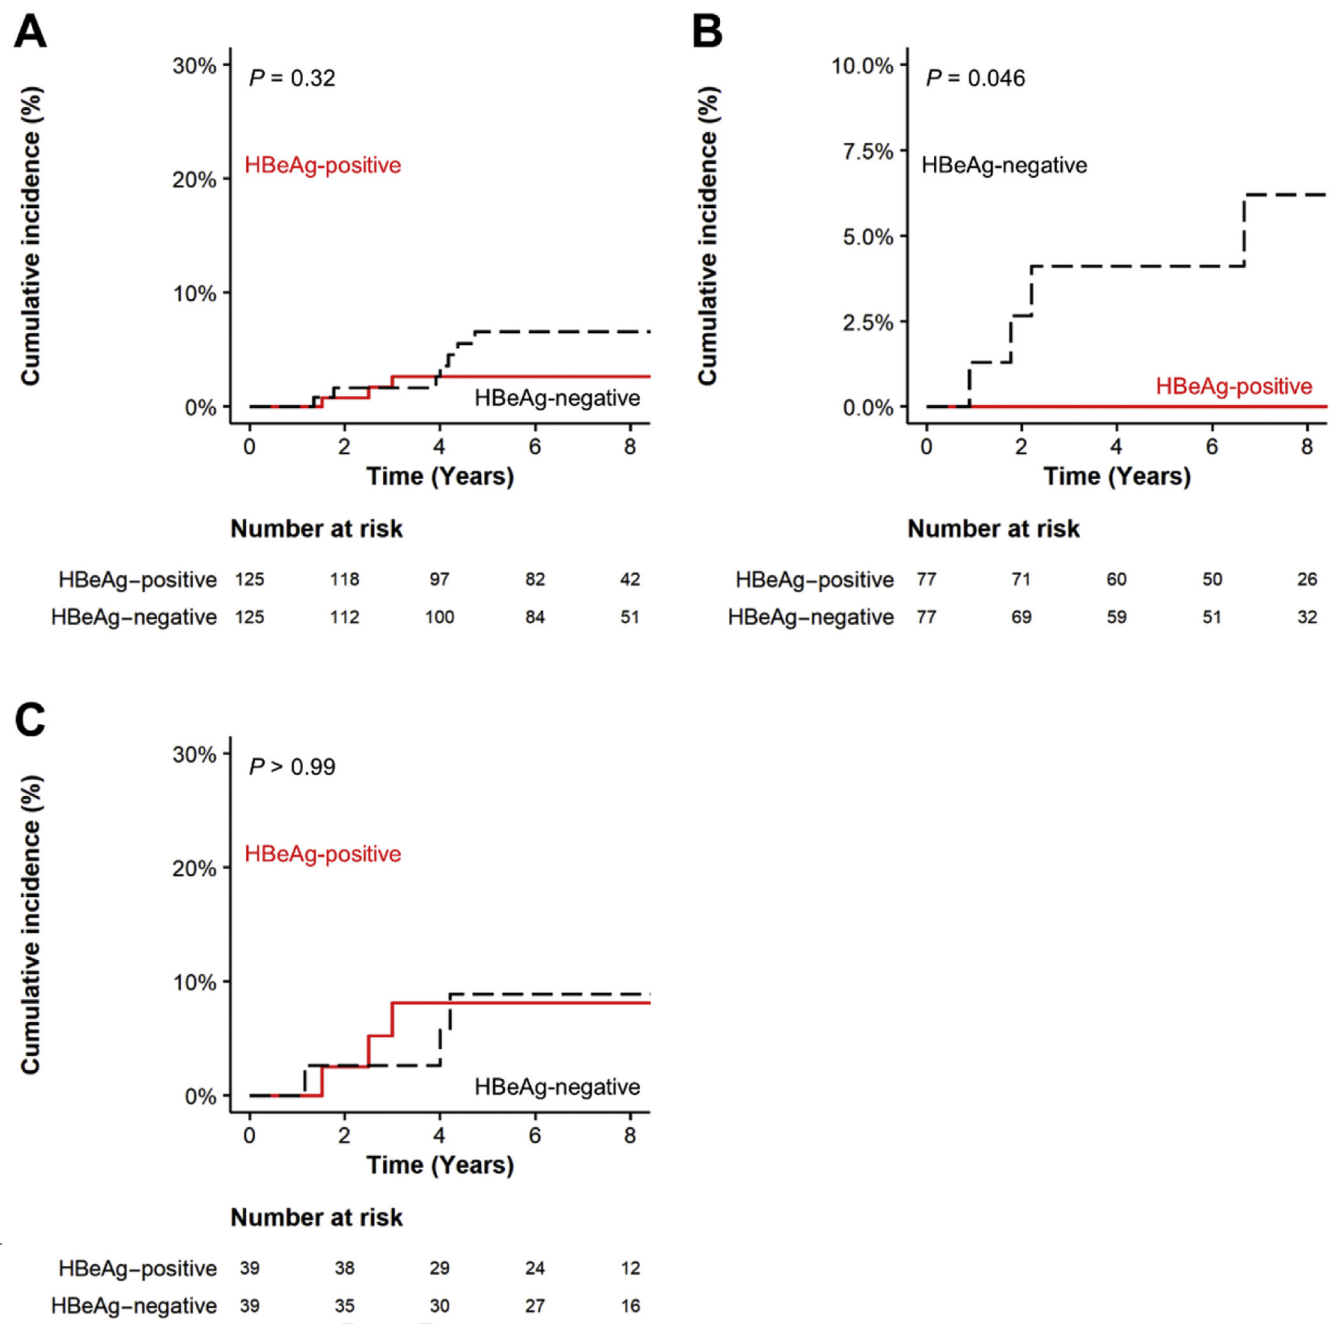 A
Cumulative incidence (%)
30%
20%
10%
0%
P = 0.32
HBeAg-positive
HBeAg-negative
0 2 4 6 8
Time (Years)
Number at risk
HBeAg−positive 125 118 97 82 42
HBeAg−negative 125 112 100 84 51
B
Cumulative incidence (%)
10.0%
7.5%
5.0%
2.5%
0.0%
P = 0.046
HBeAg-negative
HBeAg-positive
0 2 4 6 8
Time (Years)
Number at risk
HBeAg−positive 77 71 60 50 26
HBeAg−negative 77 69 59 51 32
C
Cumulative incidence (%)
30%
20%
10%
0%
P > 0.99
HBeAg-positive
HBeAg-negative
0 2 4 6 8
Time (Years)
Number at risk
HBeAg−positive 39 38 29 24 12
HBeAg−negative 39 35 30 27 16